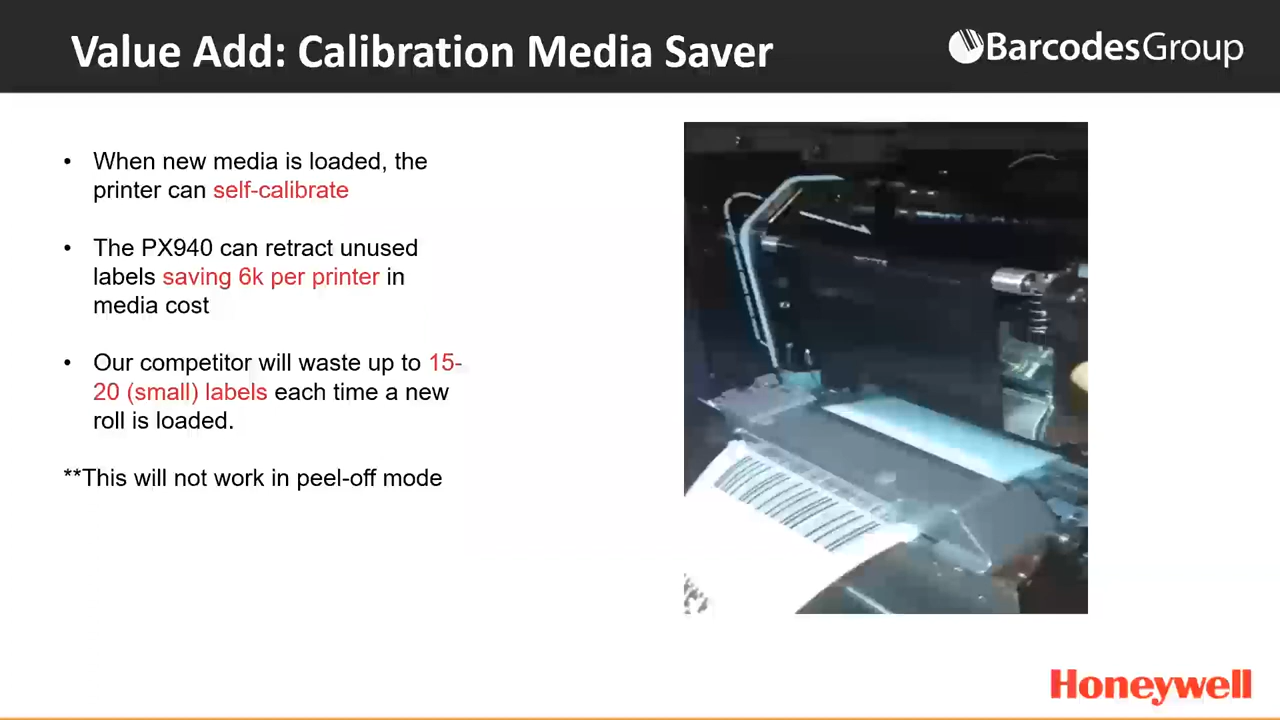 Value Add: Calibration Media Saver
BarcodesGroup
• When new media is loaded, the
printer can self-calibrate
• The PX940 can retract unused
labels saving 6k per printer in
media cost
• Our competitor will waste up to 15-
20 (small) labels each time a new
roll is loaded.
**This will not work in peel-off mode
Honeywell